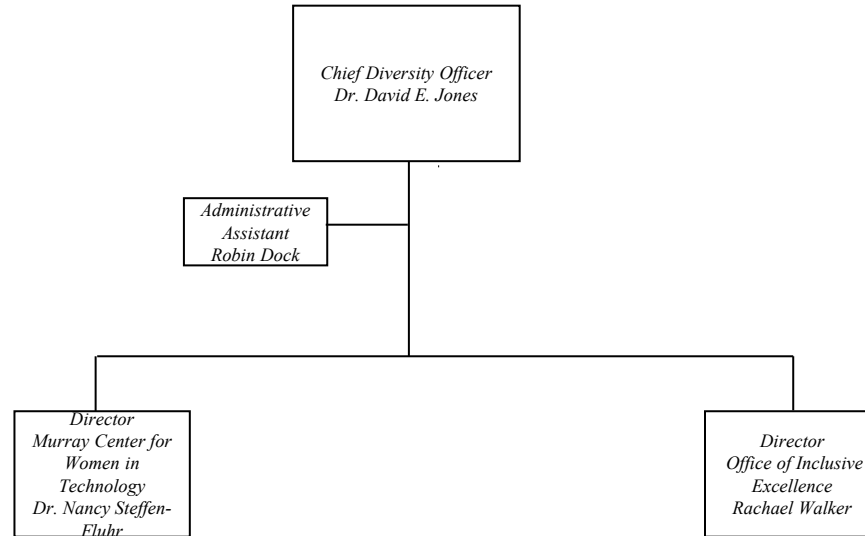 Chief Diversity Officer
Dr. David E. Jones
Administrative
Assistant
Robin Dock
Director
Murray Center for
Women in
Technology
Dr. Nancy Steffen-
Fluhr
Director
Office of Inclusive
Excellence
Rachael Walker